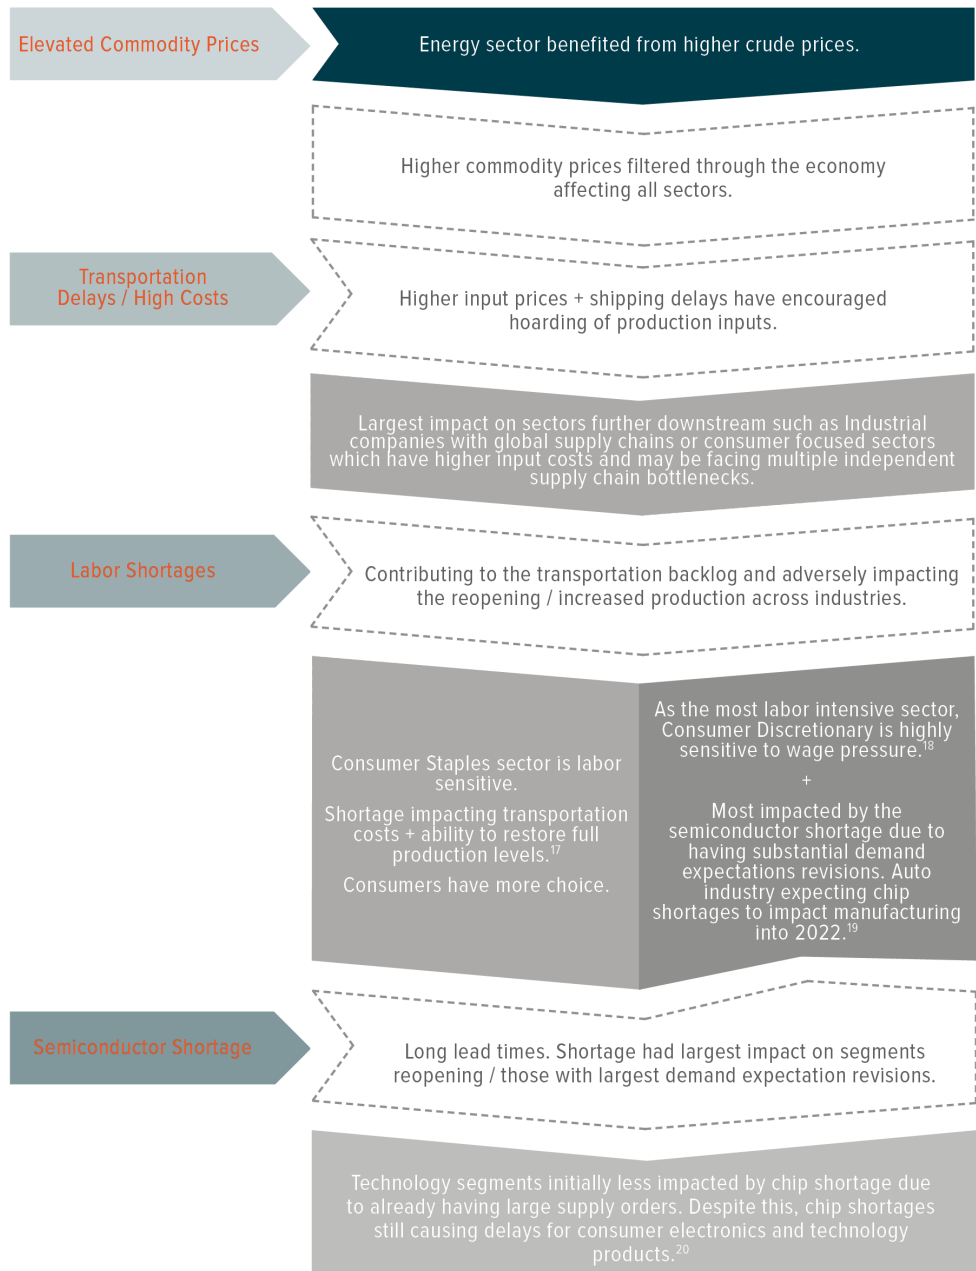 Elevated Commodity Prices
Energy sector benefited from higher crude prices.
Higher commodity prices filtered through the economy
affecting all sectors.
Transportation
Delays / High Costs
Higher input prices + shipping delays have encouraged
hoarding of production inputs.
Largest impact on sectors further downstream such as Industrial
companies with global supply chains or consumer focused sectors
which have higher input costs and may be facing multiple independent
supply chain bottlenecks.
Labor Shortages
Contributing to the transportation backlog and adversely impacting
the reopening / increased production across industries.
Consumer Staples sector is labor
sensitive.
Shortage impacting transportation
costs + ability to restore full
production levels.17
Consumers have more choice.
As the most labor intensive sector,
Consumer Discretionary is highly
sensitive to wage pressure.18
+
Most impacted by the
semiconductor shortage due to
having substantial demand
expectations revisions. Auto
industry expecting chip
shortages to impact manufacturing
into 2022.19
Semiconductor Shortage
Long lead times. Shortage had largest impact on segments
reopening / those with largest demand expectation revisions.
Technology segments initially less impacted by chip shortage due
to already having large supply orders. Despite this, chip shortages
still causing delays for consumer electronics and technology
products.20